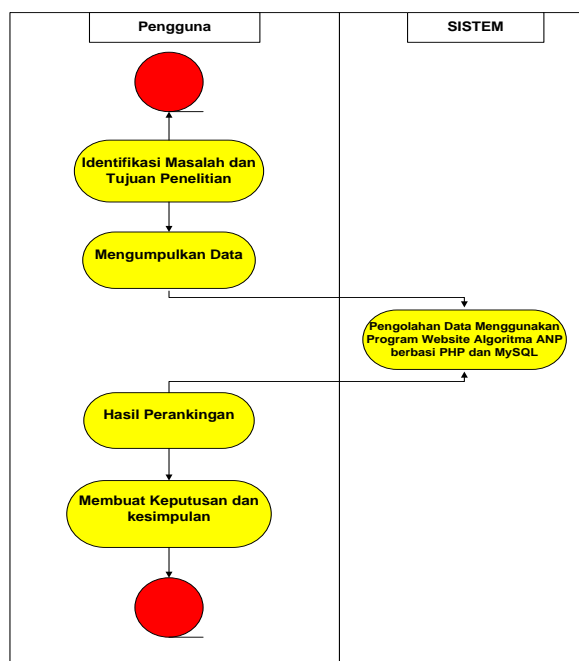 Pengguna
SISTEM
Identifikasi Masalah dan
Tujuan Penelitian
Mengumpulkan Data
Pengolahan Data Menggunakan
Program Website Algoritma ANP
berbasi PHP dan MySQL
Hasil Perankingan
Membuat Keputusan dan
kesimpulan